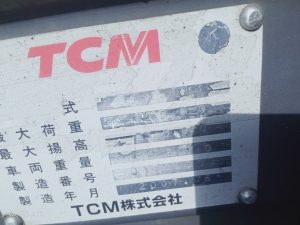 TCM
式
最大荷重
最大揚高
車両重量
製造番号
製造年月
TCM株式会社